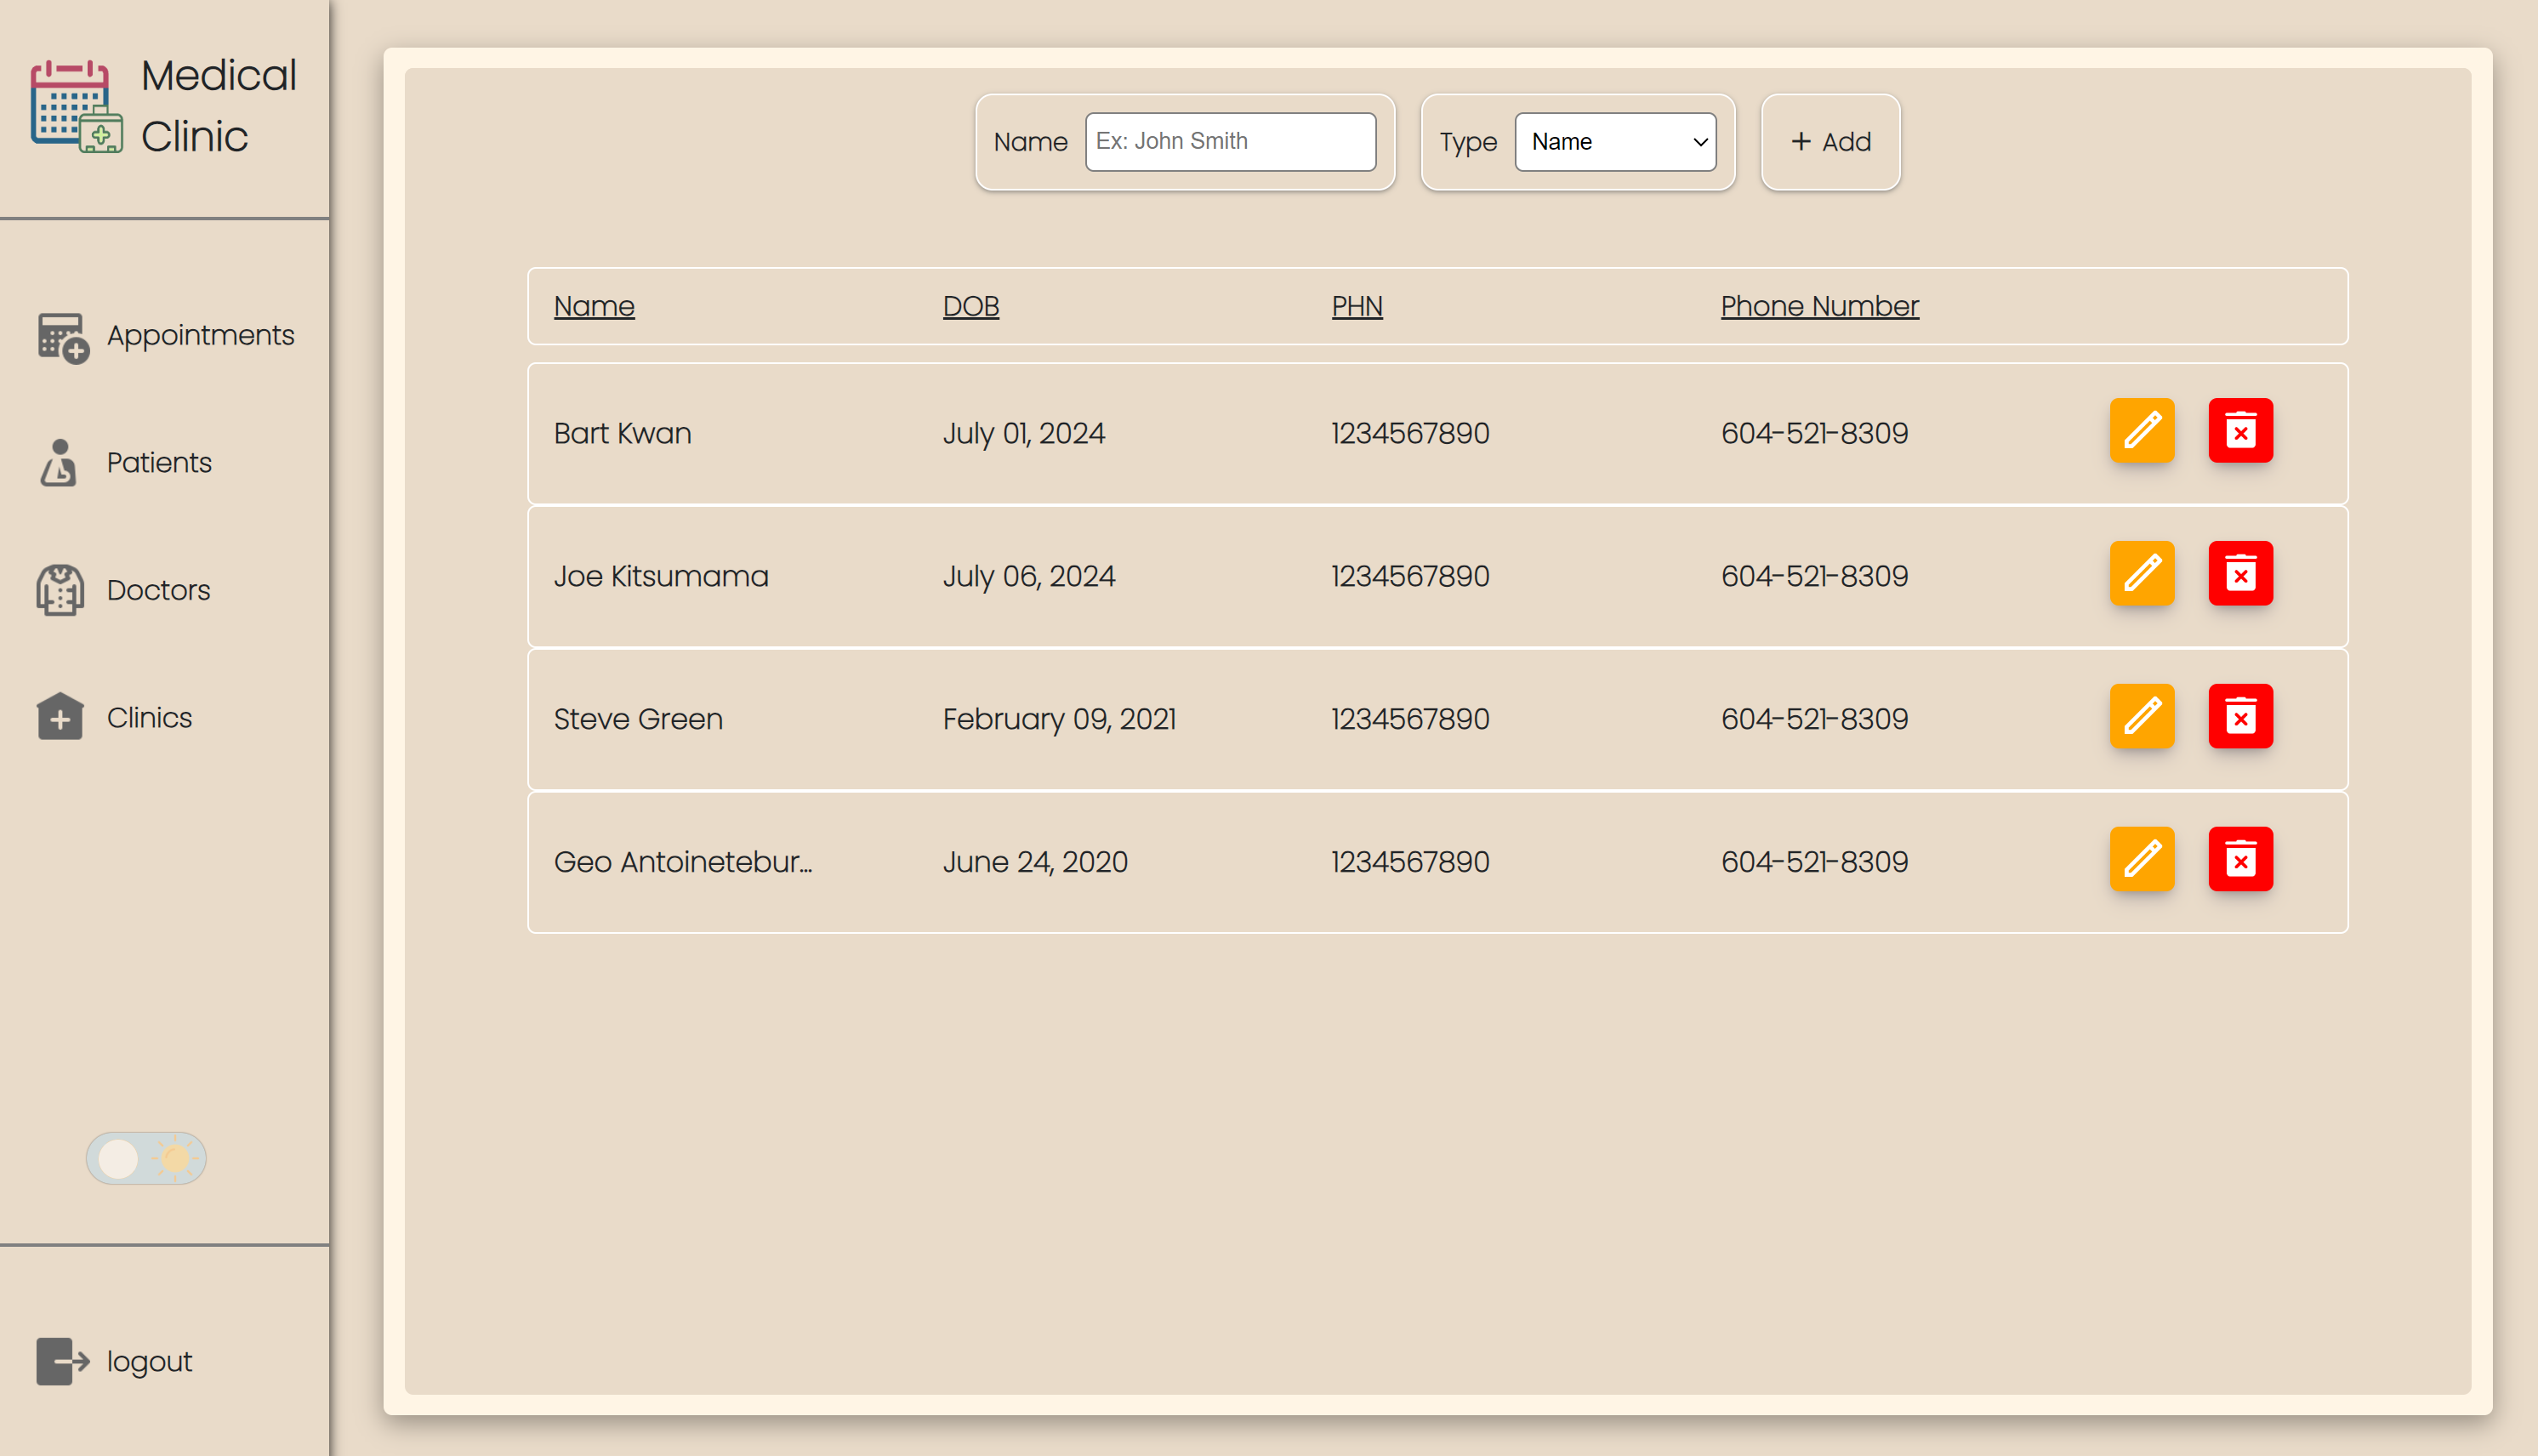 Medical
Clinic
Appointments
Patients
Doctors
Clinics
logout
Name Ex: John Smith Type Name + Add
Name DOB PHN Phone Number
Bart Kwan July 01, 2024 1234567890 604-521-8309
Joe Kitsumama July 06, 2024 1234567890 604-521-8309
Steve Green February 09, 2021 1234567890 604-521-8309
Geo Antoinetebur... June 24, 2020 1234567890 604-521-8309